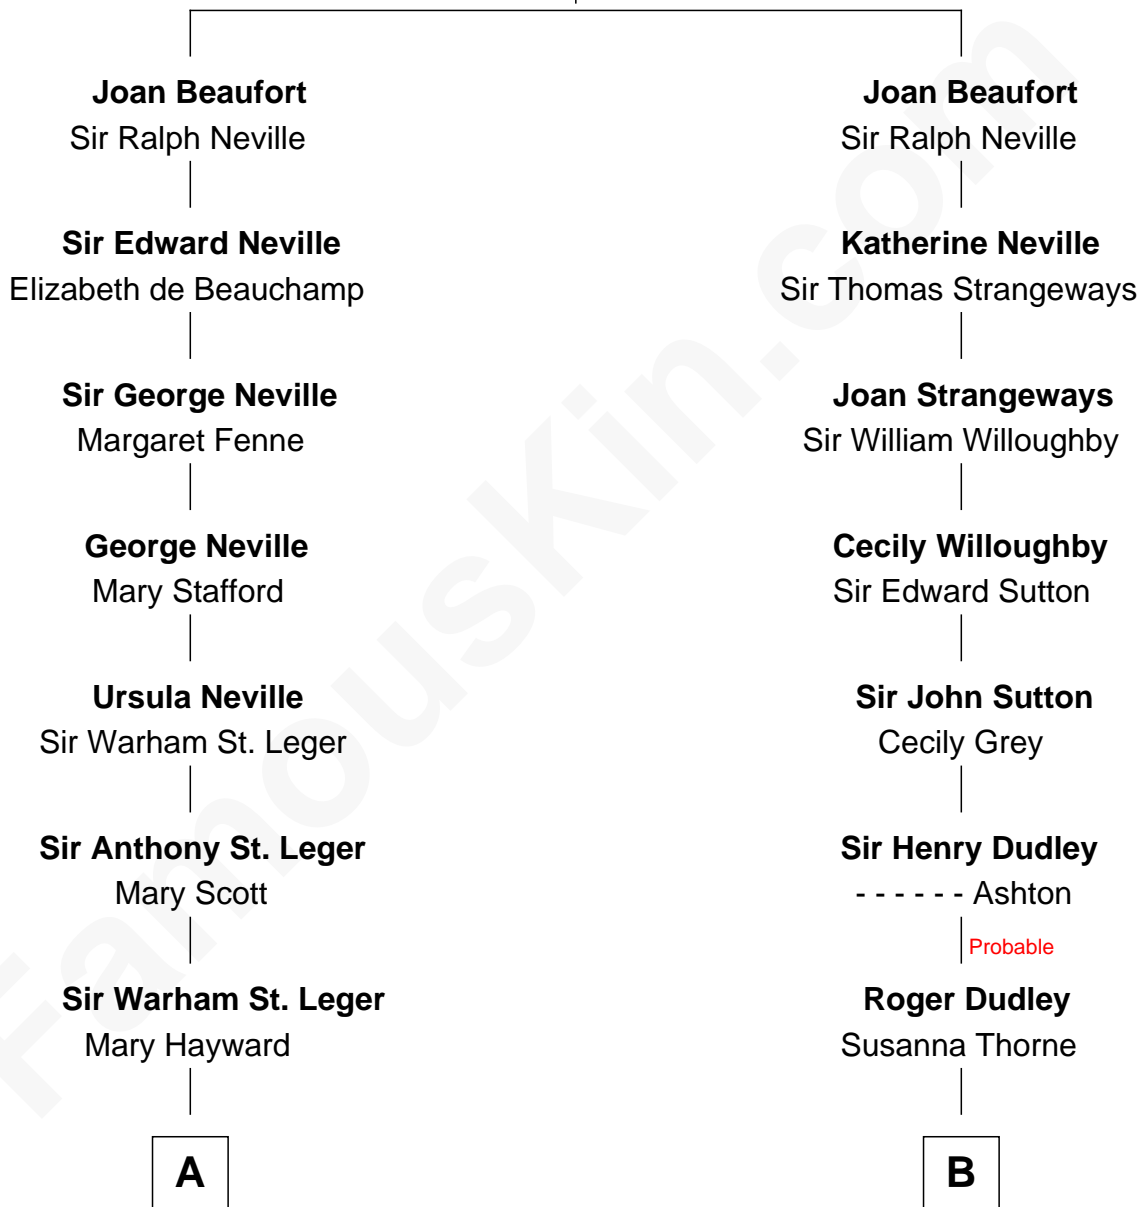 Joan Beaufort
Sir Ralph Neville
Joan Beaufort
Sir Ralph Neville
Sir Edward Neville
Elizabeth de Beauchamp
Katherine Neville
Sir Thomas Strangeways
Sir George Neville
Margaret Fenne
Joan Strangeways
Sir William Willoughby
George Neville
Mary Stafford
Cecily Willoughby
Sir Edward Sutton
Ursula Neville
Sir Warham St. Leger
Sir John Sutton
Cecily Grey
Sir Anthony St. Leger
Mary Scott
Sir Henry Dudley
- - - - - - Ashton
Probable
Sir Warham St. Leger
Mary Hayward
Roger Dudley
Susanna Thorne
A
B
FamousKin.com